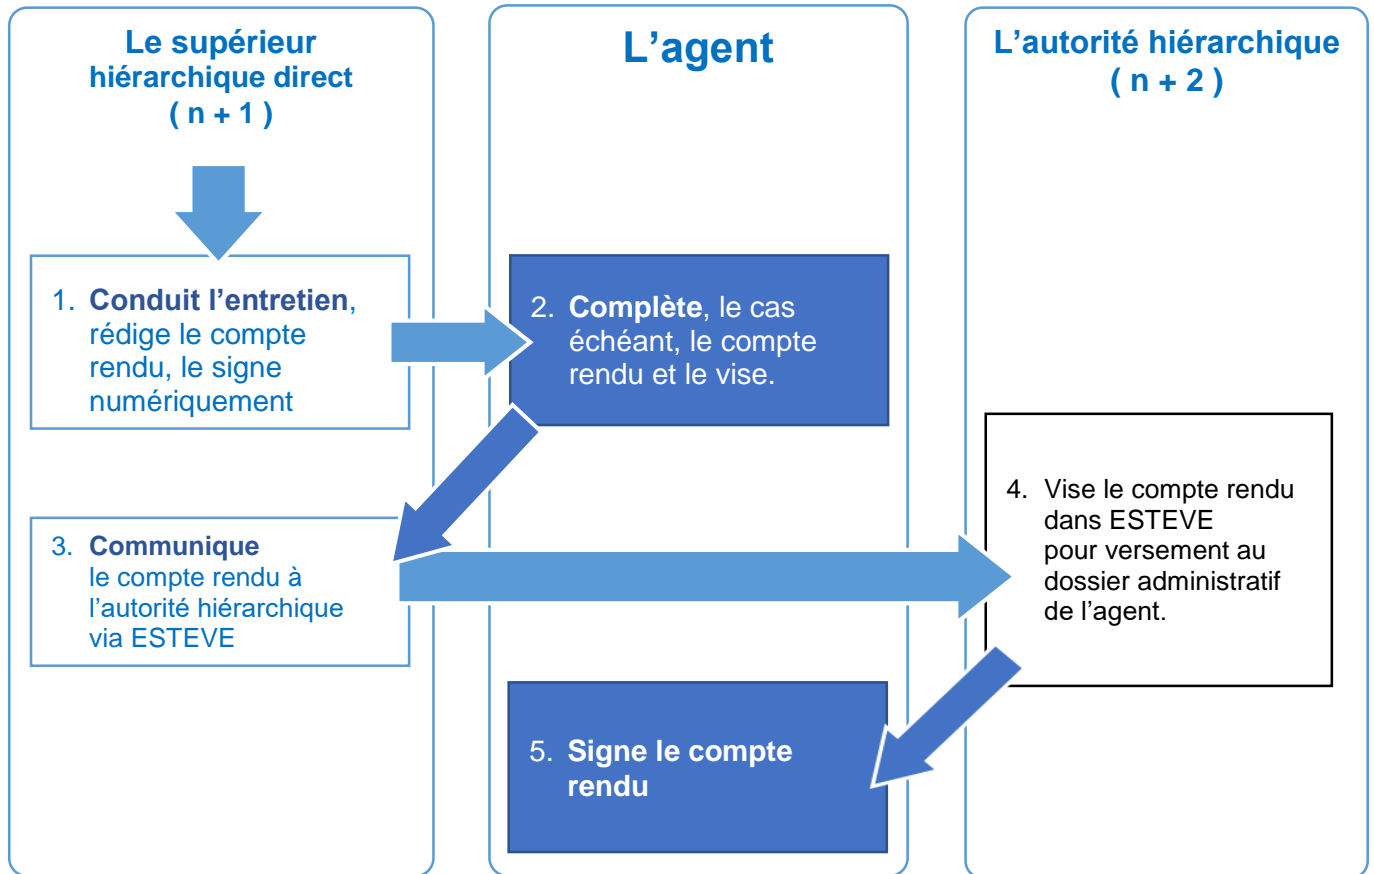 Le supérieur
hiérarchique direct
( n + 1 )
L’agent
L’autorité hiérarchique
( n + 2 )
1. Conduit l’entretien,
rédige le compte
rendu, le signe
numériquement
2. Complète, le cas
échéant, le compte
rendu et le vise.
3. Communique
le compte rendu à
l’autorité hiérarchique
via ESTEVE
4. Vise le compte rendu
dans ESTEVE
pour versement au
dossier administratif
de l’agent.
5. Signe le compte
rendu